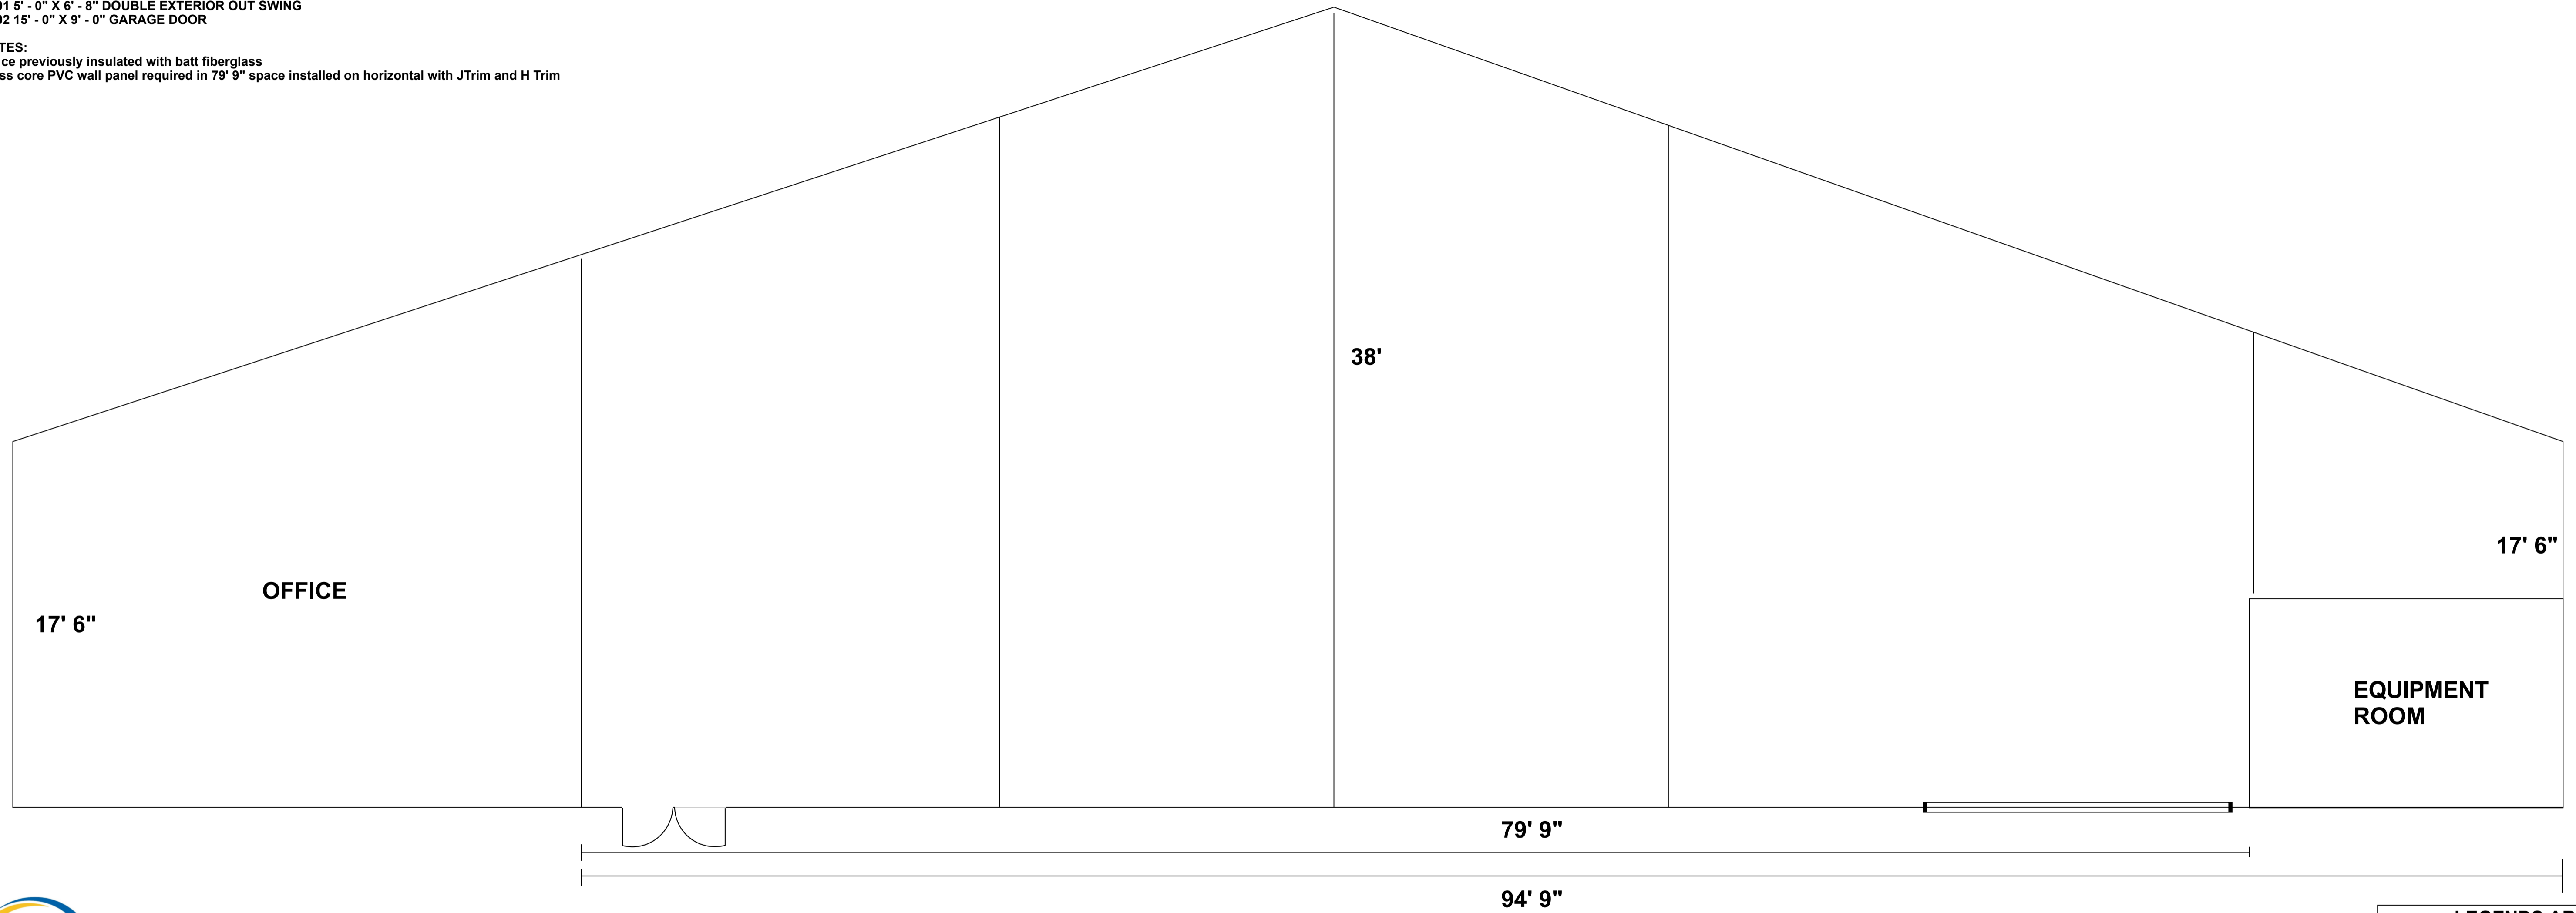 01 5' - 0" X 6' - 8" DOUBLE EXTERIOR OUT SWING
02 15' - 0" X 9' - 0" GARAGE DOOR
TES:
ice previously insulated with batt fiberglass
ss core PVC wall panel required in 79' 9" space installed on horizontal with JTrim and H Trim
38'
17' 6"
OFFICE
17' 6"
EQUIPMENT
ROOM
79' 9"
94' 9"